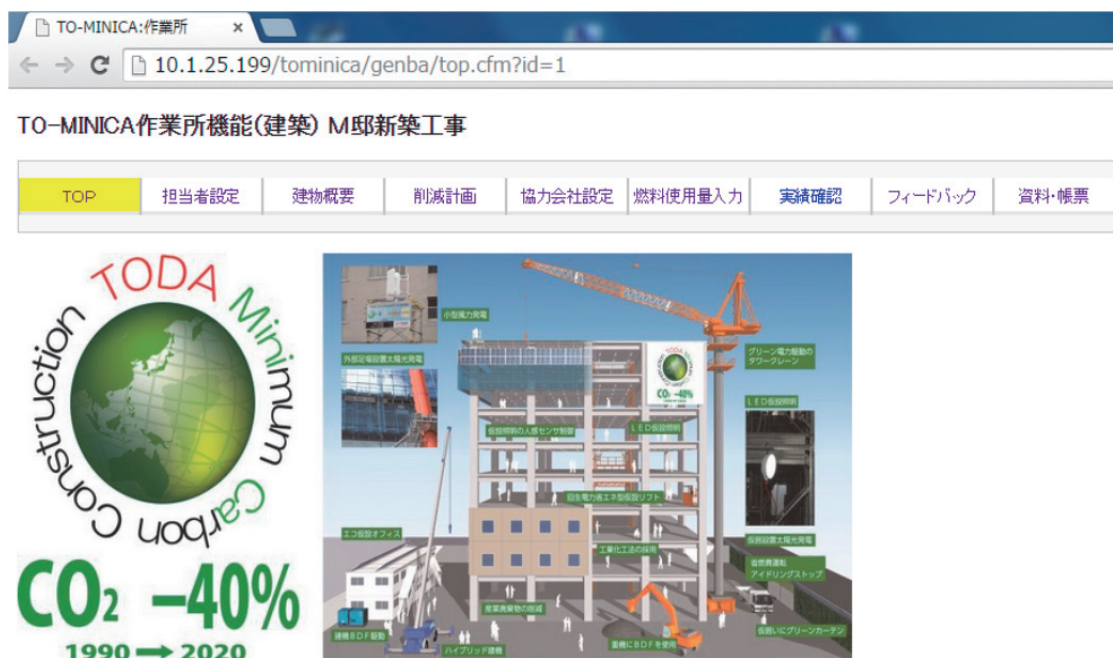 TO-MINICA:作業所
10.1.25.199/tominica/genba/top.cfm?id=1
TO-MINICA作業所機能(建築) M邸新築工事
TOP 担当者設定 建物概要 削減計画 協力会社設定 燃料使用量入力 実績確認 フィードバック 資料・帳票
TODA Minimum Carbon Construction
CO₂ -40%
1990 → 2020
小型風力発電
外部足場設置太陽光発電
TODA Minimum Carbon Construction
CO₂ -40%
グリーン電力駆動の
タワークレーン
LED仮設照明
仮設照明の人感センサ制御
LED仮設照明
回生電力省エネ型仮設リフト
エコ仮設オフィス
工業化工法の採用
仮囲設置太陽光発電
省燃費運転
アイドリングストップ
産業廃棄物の削減
建機BDF駆動
ハイブリッド建機
重機にBDFを使用
仮囲いにグリーンカーテン